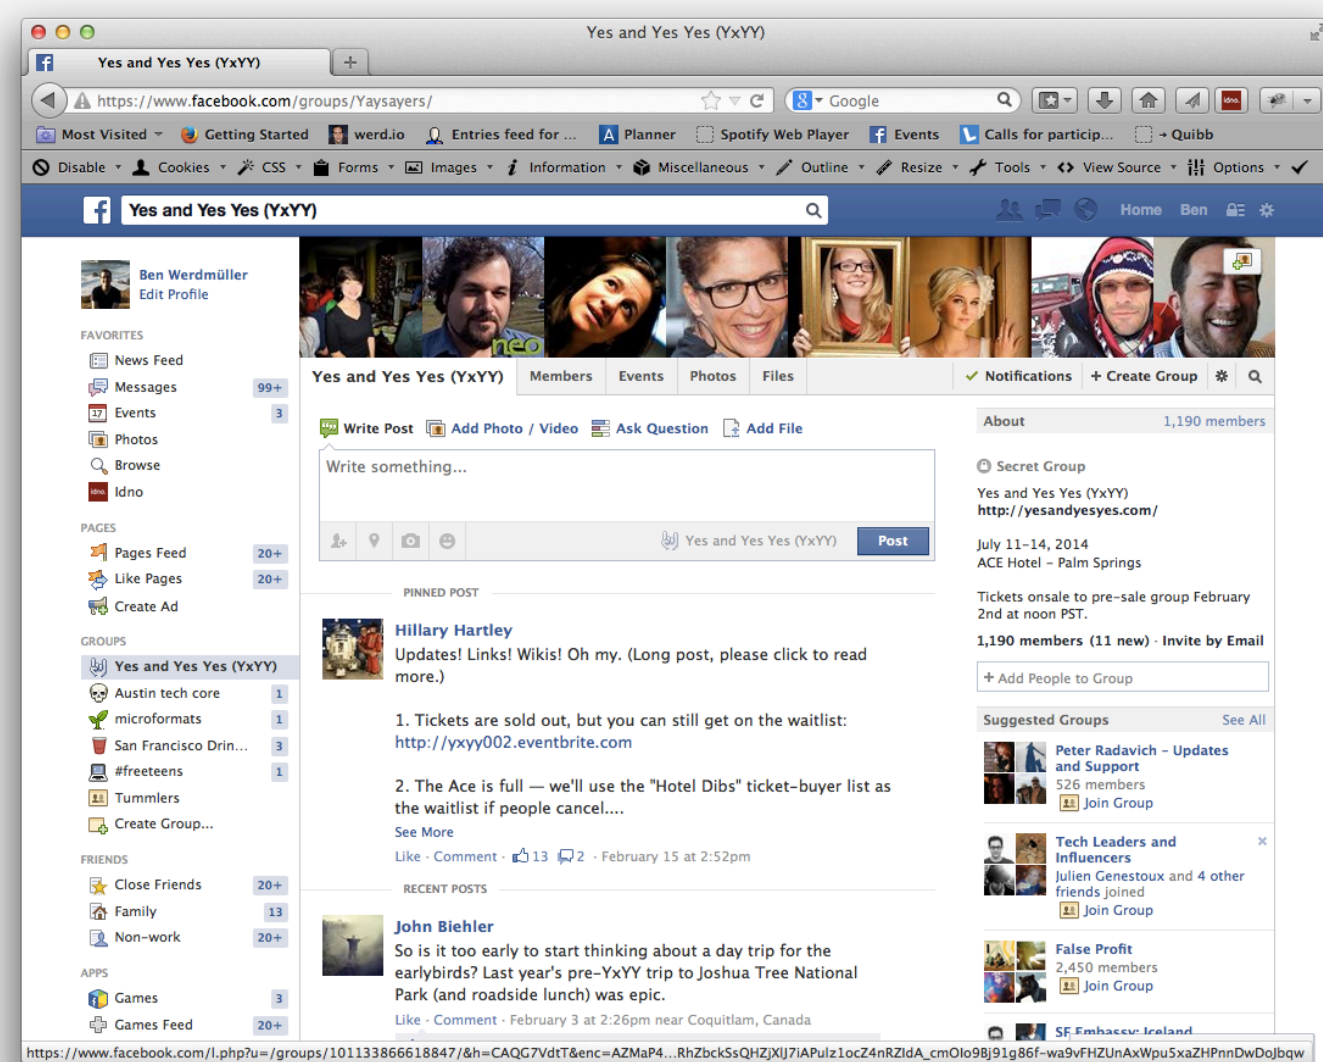 Yes and Yes Yes (YxYY)
Yes and Yes Yes (YxYY)
https://www.facebook.com/groups/Yaysayers/
Google
idno.
Most Visited
Getting Started
werd.io
Entries feed for ...
A Planner
Spotify Web Player
Events
Calls for particip...
→ Quibb
Disable
Cookies
CSS
Forms
Images
Information
Miscellaneous
Outline
Resize
Tools
View Source
Options
Yes and Yes Yes (YxYY)
Home
Ben
Ben Werdmüller
Edit Profile
FAVORITES
News Feed
Messages 99+
17 Events 3
Photos
Browse
idno. Idno
PAGES
Pages Feed 20+
Like Pages 20+
Create Ad
GROUPS
Yes and Yes Yes (YxYY)
Austin tech core 1
microformats 1
San Francisco Drin... 3
#freeteens 1
Tummlers
Create Group...
FRIENDS
Close Friends 20+
Family 13
Non-work 20+
APPS
Games 3
Games Feed 20+
neo
Yes and Yes Yes (YxYY)
Members
Events
Photos
Files
Notifications
+ Create Group
Write Post
Add Photo / Video
Ask Question
Add File
Write something...
Yes and Yes Yes (YxYY)
Post
PINNED POST
Hillary Hartley
Updates! Links! Wikis! Oh my. (Long post, please click to read
more.)
1. Tickets are sold out, but you can still get on the waitlist:
http://yxyy002.eventbrite.com
2. The Ace is full — we'll use the "Hotel Dibs" ticket-buyer list as
the waitlist if people cancel....
See More
Like · Comment · 13 2 · February 15 at 2:52pm
RECENT POSTS
John Biehler
So is it too early to start thinking about a day trip for the
earlybirds? Last year's pre-YxYY trip to Joshua Tree National
Park (and roadside lunch) was epic.
Like · Comment · February 3 at 2:26pm near Coquitlam, Canada
About
1,190 members
Secret Group
Yes and Yes Yes (YxYY)
http://yesandyesyes.com/
July 11–14, 2014
ACE Hotel – Palm Springs
Tickets onsale to pre-sale group February
2nd at noon PST.
1,190 members (11 new) · Invite by Email
+ Add People to Group
Suggested Groups
See All
Peter Radavich – Updates
and Support
526 members
Join Group
Tech Leaders and
Influencers
Julien Genestoux and 4 other
friends joined
Join Group
False Profit
2,450 members
Join Group
SF Embassy: Iceland
https://www.facebook.com/l.php?u=/groups/101133866618847/&h=CAQG7VdtT&enc=AZMaP4...